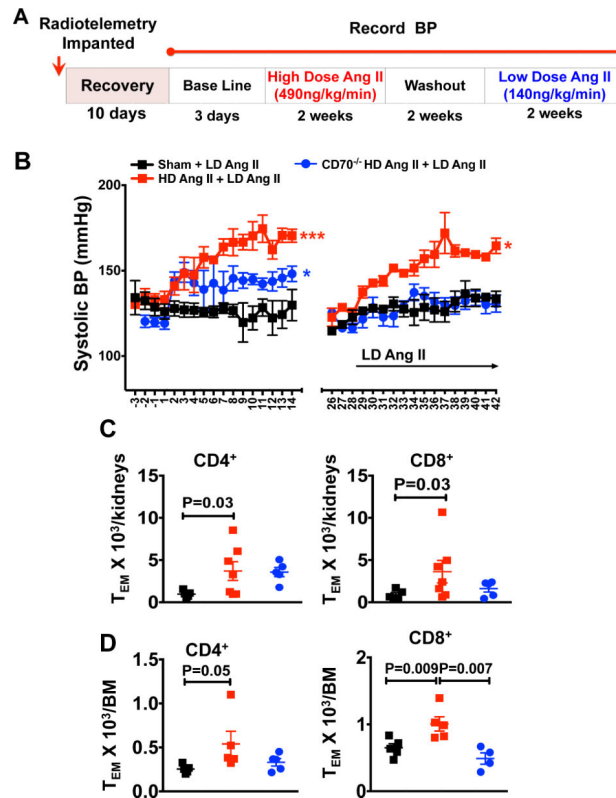 A
Radiotelemetry
Impanted
Record BP
Recovery
Base Line
High Dose Ang II
(490ng/kg/min)
Washout
Low Dose Ang II
(140ng/kg/min)
10 days
3 days
2 weeks
2 weeks
2 weeks
B
Sham + LD Ang II
CD70-/- HD Ang II + LD Ang II
HD Ang II + LD Ang II
Systolic BP (mmHg)
200
150
100
***
*
*
LD Ang II
-3 -2 -1 1 2 3 4 5 6 7 8 9 10 11 12 13 14
26 27 28 29 30 31 32 33 34 35 36 37 38 39 40 41 42
C
CD4+
TEM X 10³/kidneys
15
10
5
0
P=0.03
CD8+
TEM X 10³/kidneys
15
10
5
0
P=0.03
D
CD4+
TEM X 10³/BM
1.5
1.0
0.5
0.0
P=0.05
CD8+
TEM X 10³/BM
2
1
0
P=0.009
P=0.007